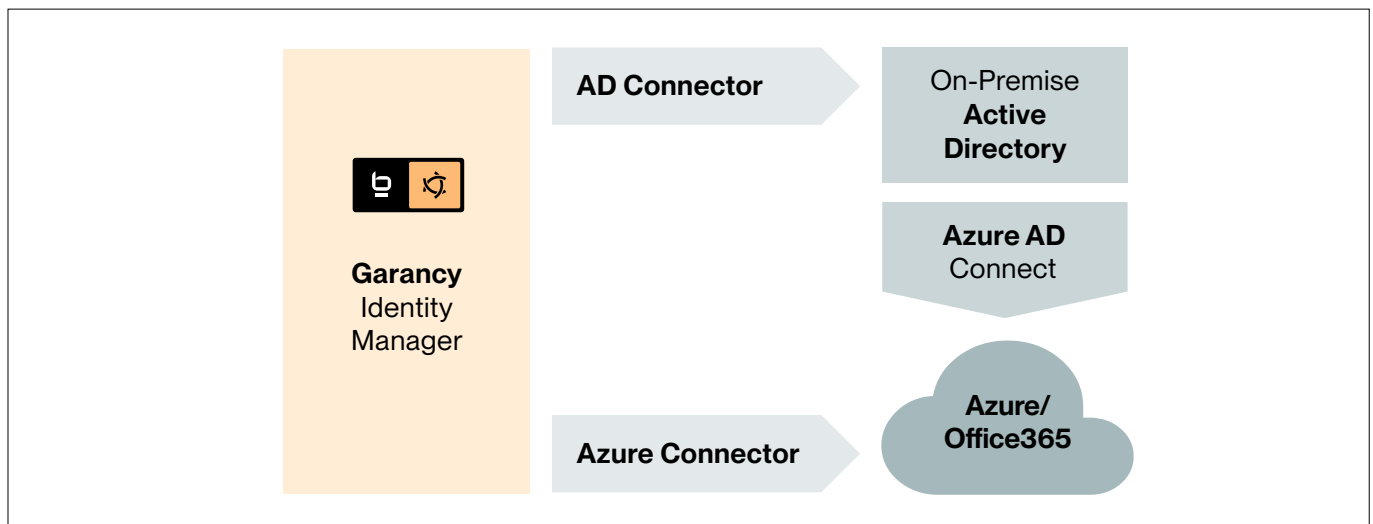 AD Connector
On-Premise
Active
Directory
Azure AD
Connect
Garancy
Identity
Manager
Azure/
Office365
Azure Connector